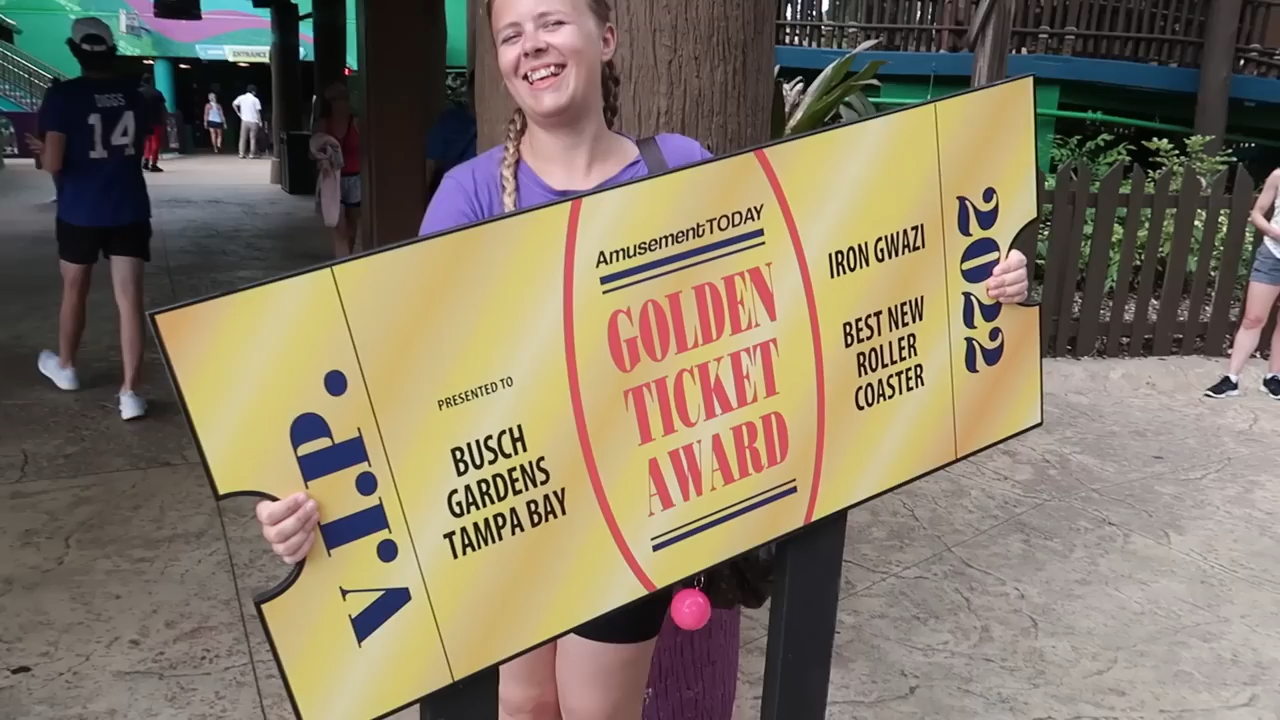 ENTRANCE
DIGGS
14
V.I.P.
PRESENTED TO
BUSCH
GARDENS
TAMPA BAY
AmusementTODAY
GOLDEN
TICKET
AWARD
IRON GWAZI
BEST NEW
ROLLER
COASTER
2022